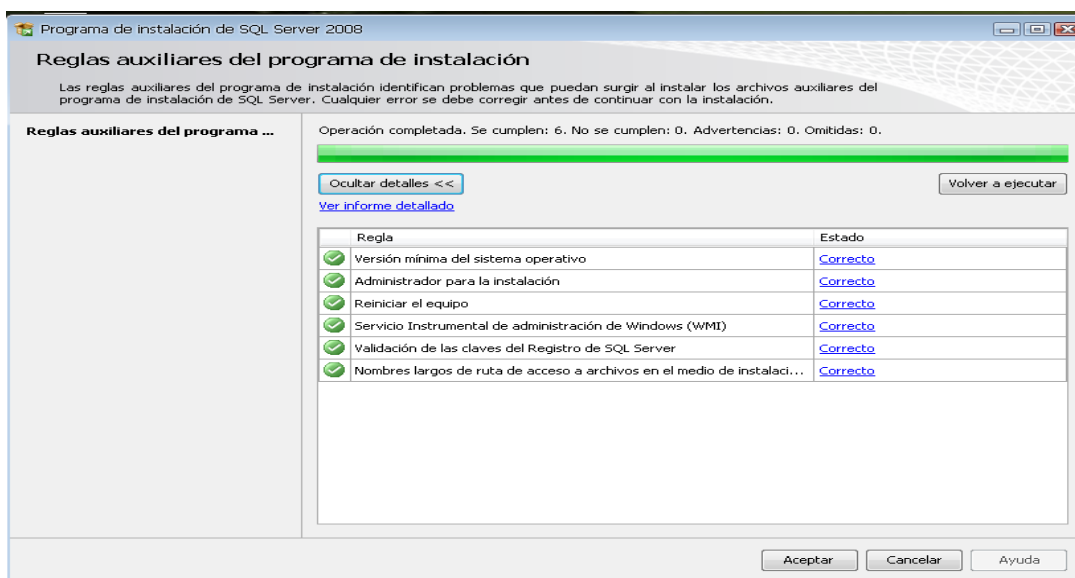 Programa de instalación de SQL Server 2008
Reglas auxiliares del programa de instalación
Las reglas auxiliares del programa de instalación identifican problemas que puedan surgir al instalar los archivos auxiliares del
programa de instalación de SQL Server. Cualquier error se debe corregir antes de continuar con la instalación.
Reglas auxiliares del programa ...
Operación completada. Se cumplen: 6. No se cumplen: 0. Advertencias: 0. Omitidas: 0.
Ocultar detalles << Volver a ejecutar
Ver informe detallado
Regla Estado
Versión mínima del sistema operativo Correcto
Administrador para la instalación Correcto
Reiniciar el equipo Correcto
Servicio Instrumental de administración de Windows (WMI) Correcto
Validación de las claves del Registro de SQL Server Correcto
Nombres largos de ruta de acceso a archivos en el medio de instalaci... Correcto
Aceptar Cancelar Ayuda